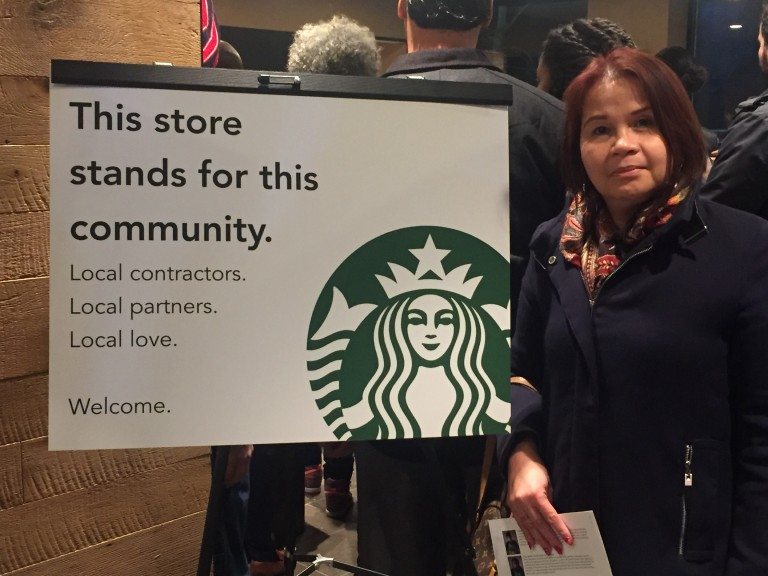 This store
stands for this
community.
Local contractors.
Local partners.
Local love.
Welcome.